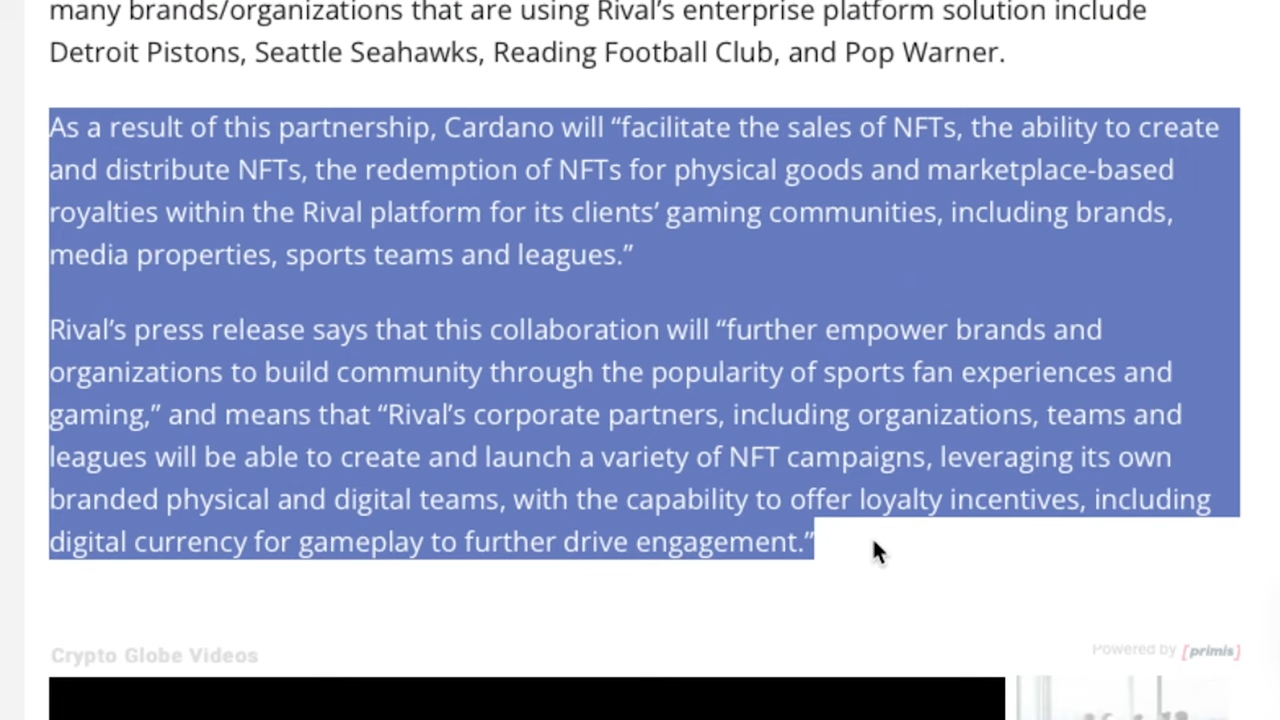 many brands/organizations that are using Rival’s enterprise platform solution include
Detroit Pistons, Seattle Seahawks, Reading Football Club, and Pop Warner.
As a result of this partnership, Cardano will “facilitate the sales of NFTs, the ability to create
and distribute NFTs, the redemption of NFTs for physical goods and marketplace-based
royalties within the Rival platform for its clients’ gaming communities, including brands,
media properties, sports teams and leagues.”
Rival’s press release says that this collaboration will “further empower brands and
organizations to build community through the popularity of sports fan experiences and
gaming,” and means that “Rival’s corporate partners, including organizations, teams and
leagues will be able to create and launch a variety of NFT campaigns, leveraging its own
branded physical and digital teams, with the capability to offer loyalty incentives, including
digital currency for gameplay to further drive engagement.”
Crypto Globe Videos
Powered by [primis]